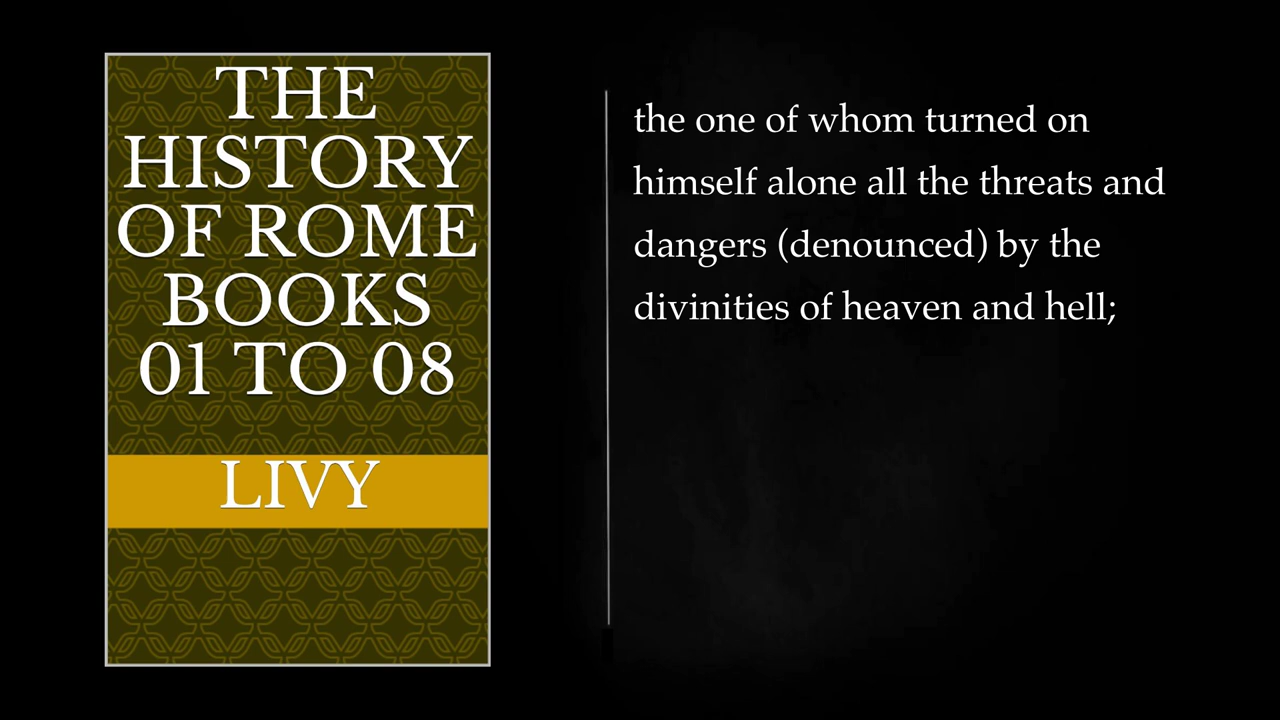 THE
HISTORY
OF ROME
BOOKS
01 TO 08
LIVY
the one of whom turned on
himself alone all the threats and
dangers (denounced) by the
divinities of heaven and hell;